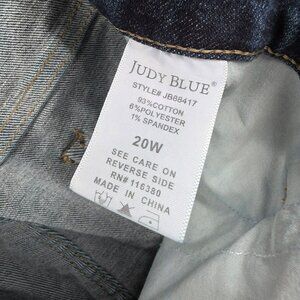 JUDY BLUE®
STYLE# JB88417
93%COTTON
6%POLYESTER
1% SPANDEX
20W
SEE CARE ON
REVERSE SIDE
RN# 116380
MADE IN CHINA